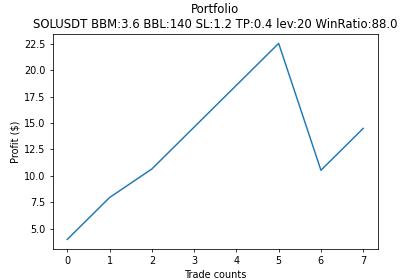 Portfolio
SOLUSDT BBM:3.6 BBL:140 SL:1.2 TP:0.4 lev:20 WinRatio:88.0
22.5
20.0
17.5
15.0
12.5
10.0
7.5
5.0
Profit ($)
0 1 2 3 4 5 6 7
Trade counts